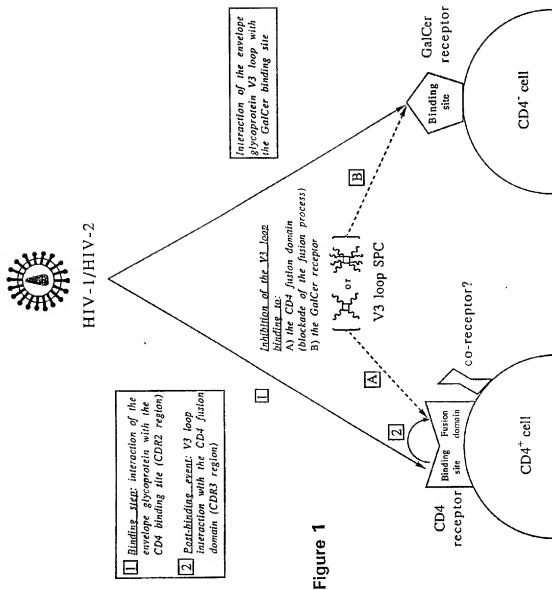 HIV-1/HIV-2
1 Binding step: interaction of the
envelope glycoprotein with the
CD4 binding site (CDR2 region)
2 Post-binding event: V3 loop
interaction with the CD4 fusion
domain (CDR3 region)
Interaction of the envelope
glycoprotein V3 loop with
the GalCer binding site
1
Inhibition of the V3 loop
binding to:
A) the CD4 fusion domain
(blockade of the fusion process)
B) the GalCer receptor
or
V3 loop SPC
A
B
2
CD4
receptor
Binding
site
Fusion
domain
co-receptor?
CD4+ cell
GalCer
receptor
Binding
site
CD4- cell
Figure 1